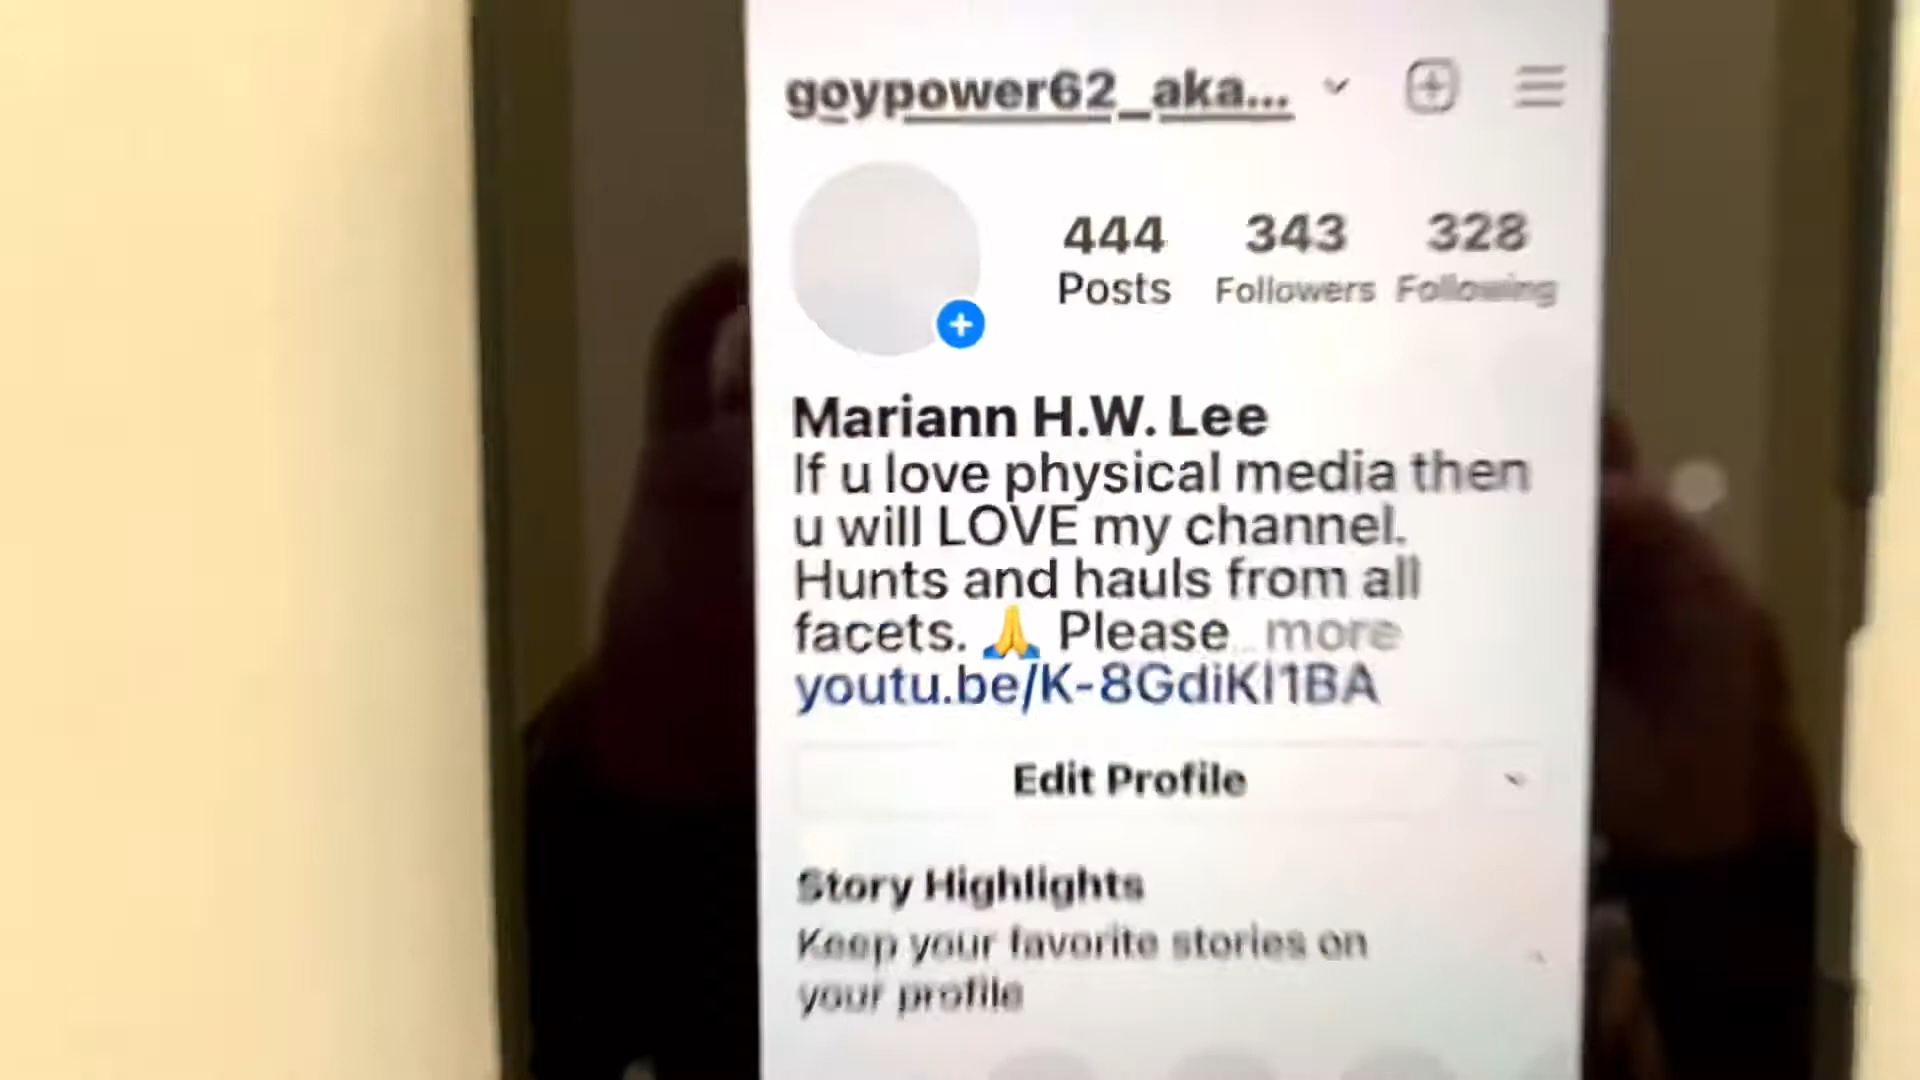 goypower62_aka...
444 343 328
Posts Followers Following
Mariann H.W. Lee
If u love physical media then
u will LOVE my channel.
Hunts and hauls from all
facets. 🙏 Please... more
youtu.be/K-8GdiKl1BA
Edit Profile
Story Highlights
Keep your favorite stories on
your profile